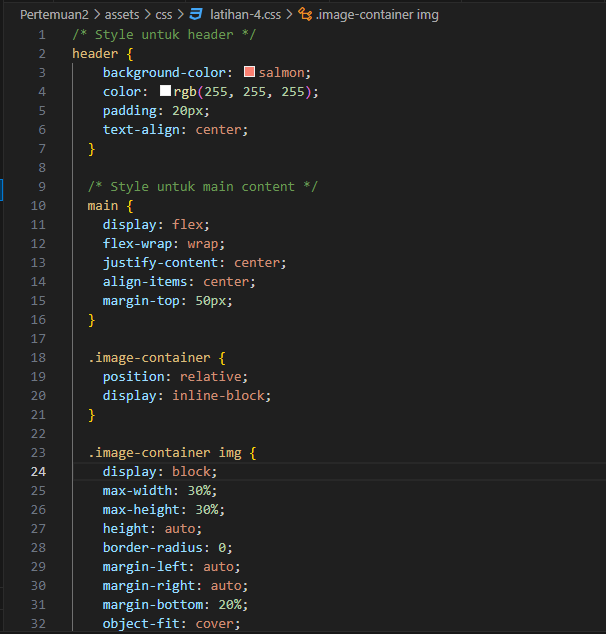 Pertemuan2 > assets > css > latihan-4.css > .image-container img
1 /* Style untuk header */
2 header {
3 background-color: salmon;
4 color: rgb(255, 255, 255);
5 padding: 20px;
6 text-align: center;
7 }
8
9 /* Style untuk main content */
10 main {
11 display: flex;
12 flex-wrap: wrap;
13 justify-content: center;
14 align-items: center;
15 margin-top: 50px;
16 }
17
18 .image-container {
19 position: relative;
20 display: inline-block;
21 }
22
23 .image-container img {
24 display: block;
25 max-width: 30%;
26 max-height: 30%;
27 height: auto;
28 border-radius: 0;
29 margin-left: auto;
30 margin-right: auto;
31 margin-bottom: 20%;
32 object-fit: cover;